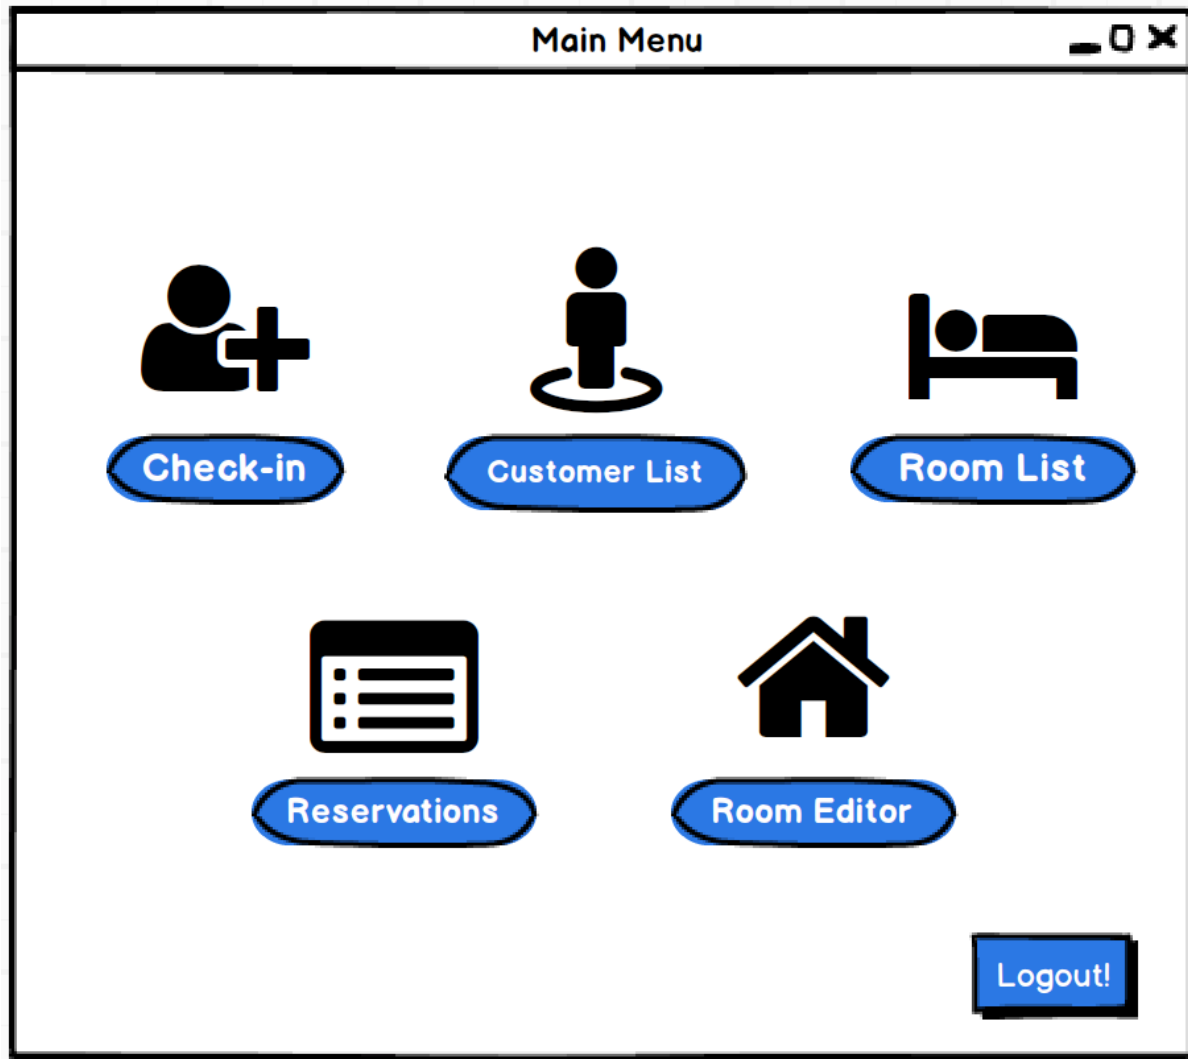 Main Menu
Check-in
Customer List
Room List
Reservations
Room Editor
Logout!